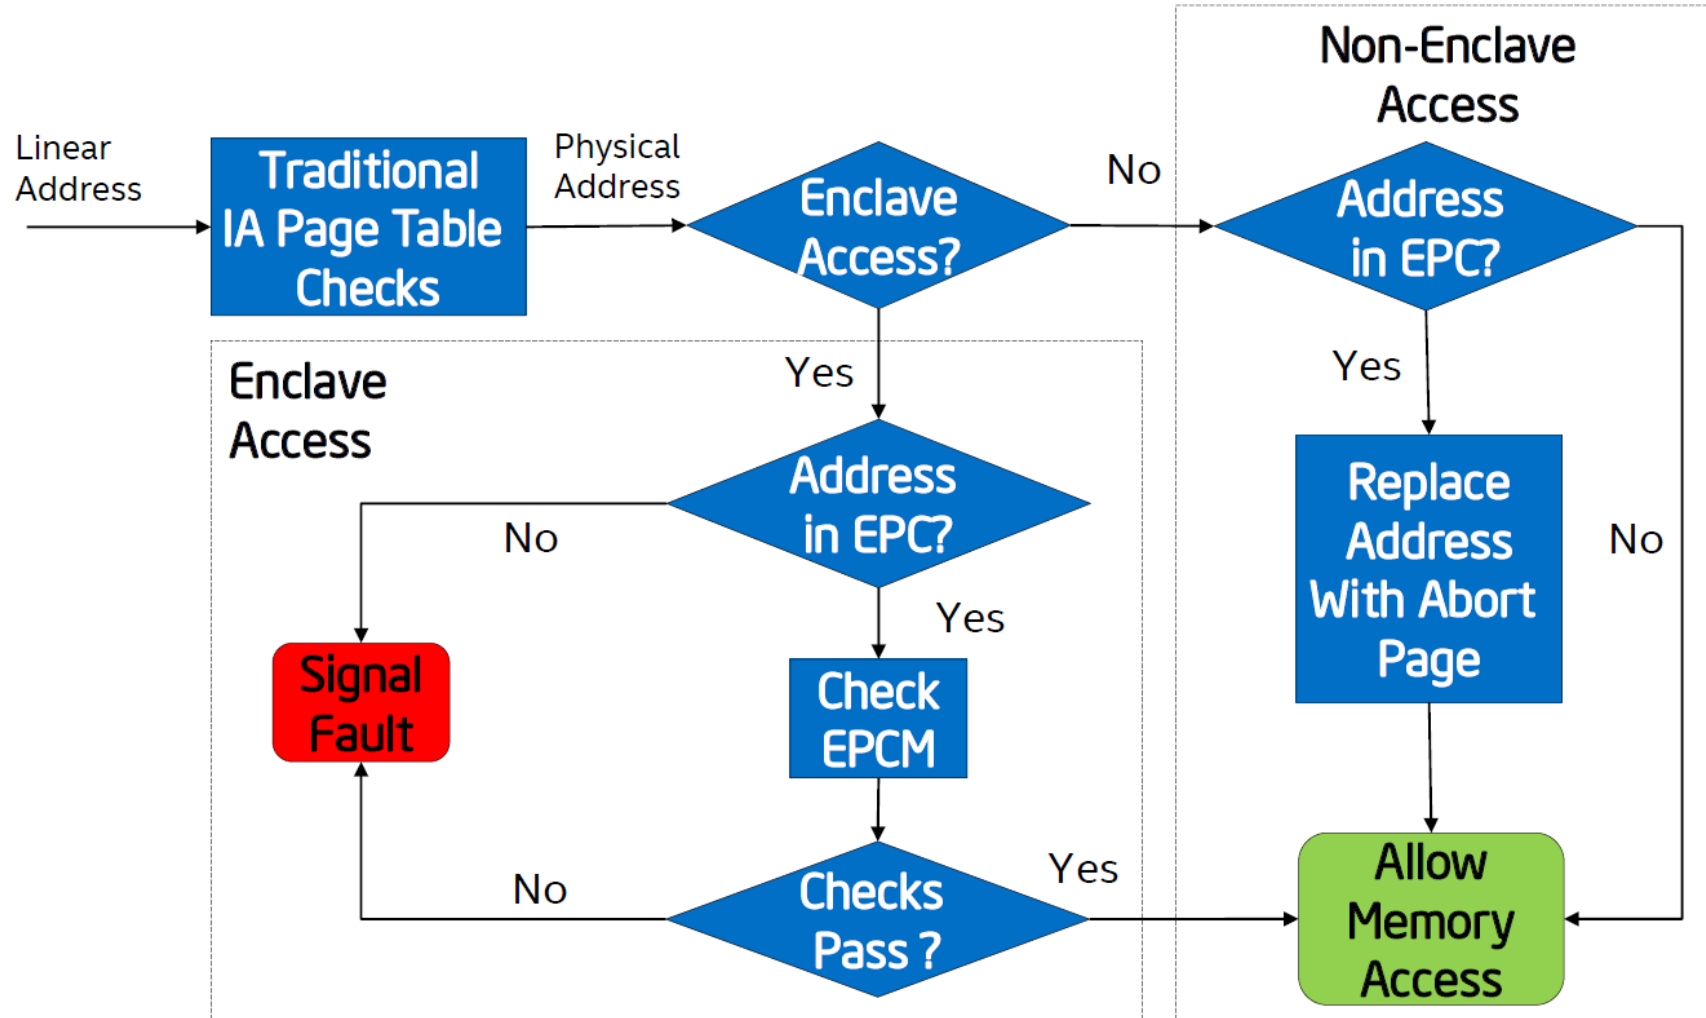 Non-Enclave
Access
Linear
Address
Traditional
IA Page Table
Checks
Physical
Address
Enclave
Access?
No
Address
in EPC?
Yes
Enclave
Access
Yes
Address
in EPC?
No
Replace
Address
With Abort
Page
No
Yes
Signal
Fault
Check
EPCM
No
Checks
Pass ?
Yes
Allow
Memory
Access